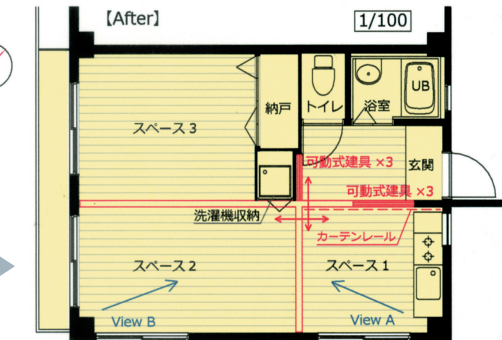 【After】
1/100
UB
納戸
トイレ
浴室
スペース3
可動式建具 ×3
玄関
可動式建具 ×3
洗濯機収納
カーテンレール
スペース2
スペース1
View B
View A